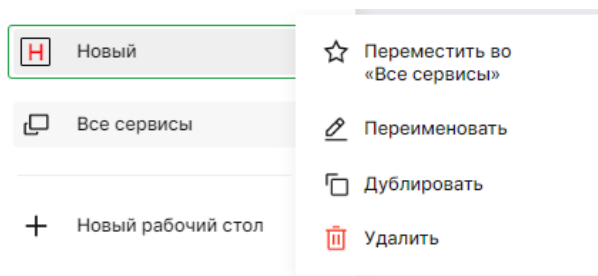 Н Новый
Все сервисы
Новый рабочий стол
Переместить во
«Все сервисы»
Переименовать
Дублировать
Удалить